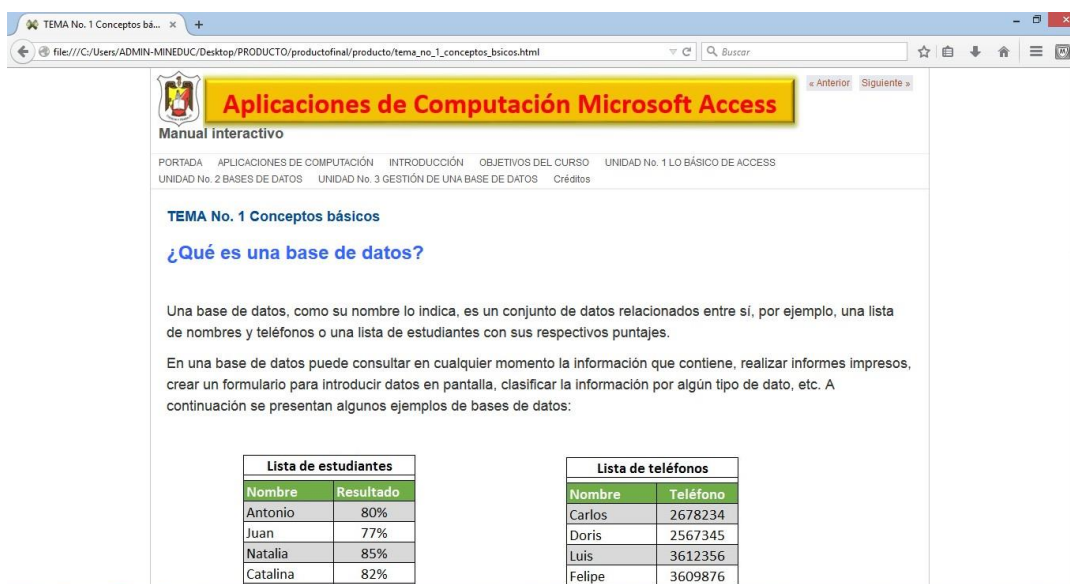 TEMA No. 1 Conceptos bá... × +
file:///C:/Users/ADMIN-MINEDUC/Desktop/PRODUCTO/productofinal/producto/tema_no_1_conceptos_bsicos.html
Buscar
« Anterior Siguiente »
Aplicaciones de Computación Microsoft Access
Manual interactivo
PORTADA APLICACIONES DE COMPUTACIÓN INTRODUCCIÓN OBJETIVOS DEL CURSO UNIDAD No. 1 LO BÁSICO DE ACCESS
UNIDAD No. 2 BASES DE DATOS UNIDAD No. 3 GESTIÓN DE UNA BASE DE DATOS Créditos
TEMA No. 1 Conceptos básicos
¿Qué es una base de datos?
Una base de datos, como su nombre lo indica, es un conjunto de datos relacionados entre sí, por ejemplo, una lista
de nombres y teléfonos o una lista de estudiantes con sus respectivos puntajes.
En una base de datos puede consultar en cualquier momento la información que contiene, realizar informes impresos,
crear un formulario para introducir datos en pantalla, clasificar la información por algún tipo de dato, etc. A
continuación se presentan algunos ejemplos de bases de datos:
Lista de estudiantes
Nombre Resultado
Antonio 80%
Juan 77%
Natalia 85%
Catalina 82%
Lista de teléfonos
Nombre Teléfono
Carlos 2678234
Doris 2567345
Luis 3612356
Felipe 3609876